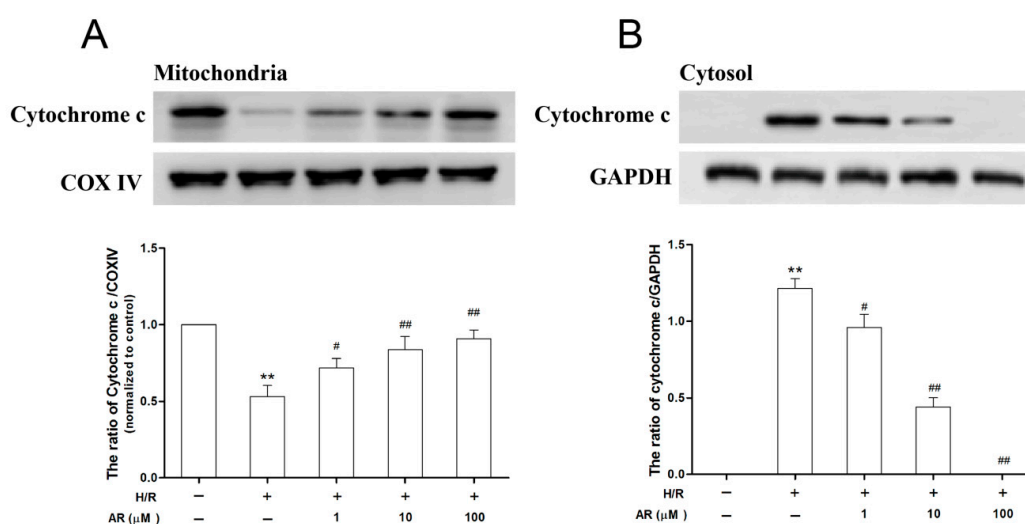 A
Mitochondria
Cytochrome c
COX IV
The ratio of Cytochrome c /COXIV
(normalized to control)
1.5
1.0
0.5
0.0
**
#
##
##
H/R – + + + +
AR (μM) – – 1 10 100
B
Cytosol
Cytochrome c
GAPDH
The ratio of cytochrome c/GAPDH
1.5
1.0
0.5
0.0
**
#
##
##
H/R – + + + +
AR (μM) – – 1 10 100